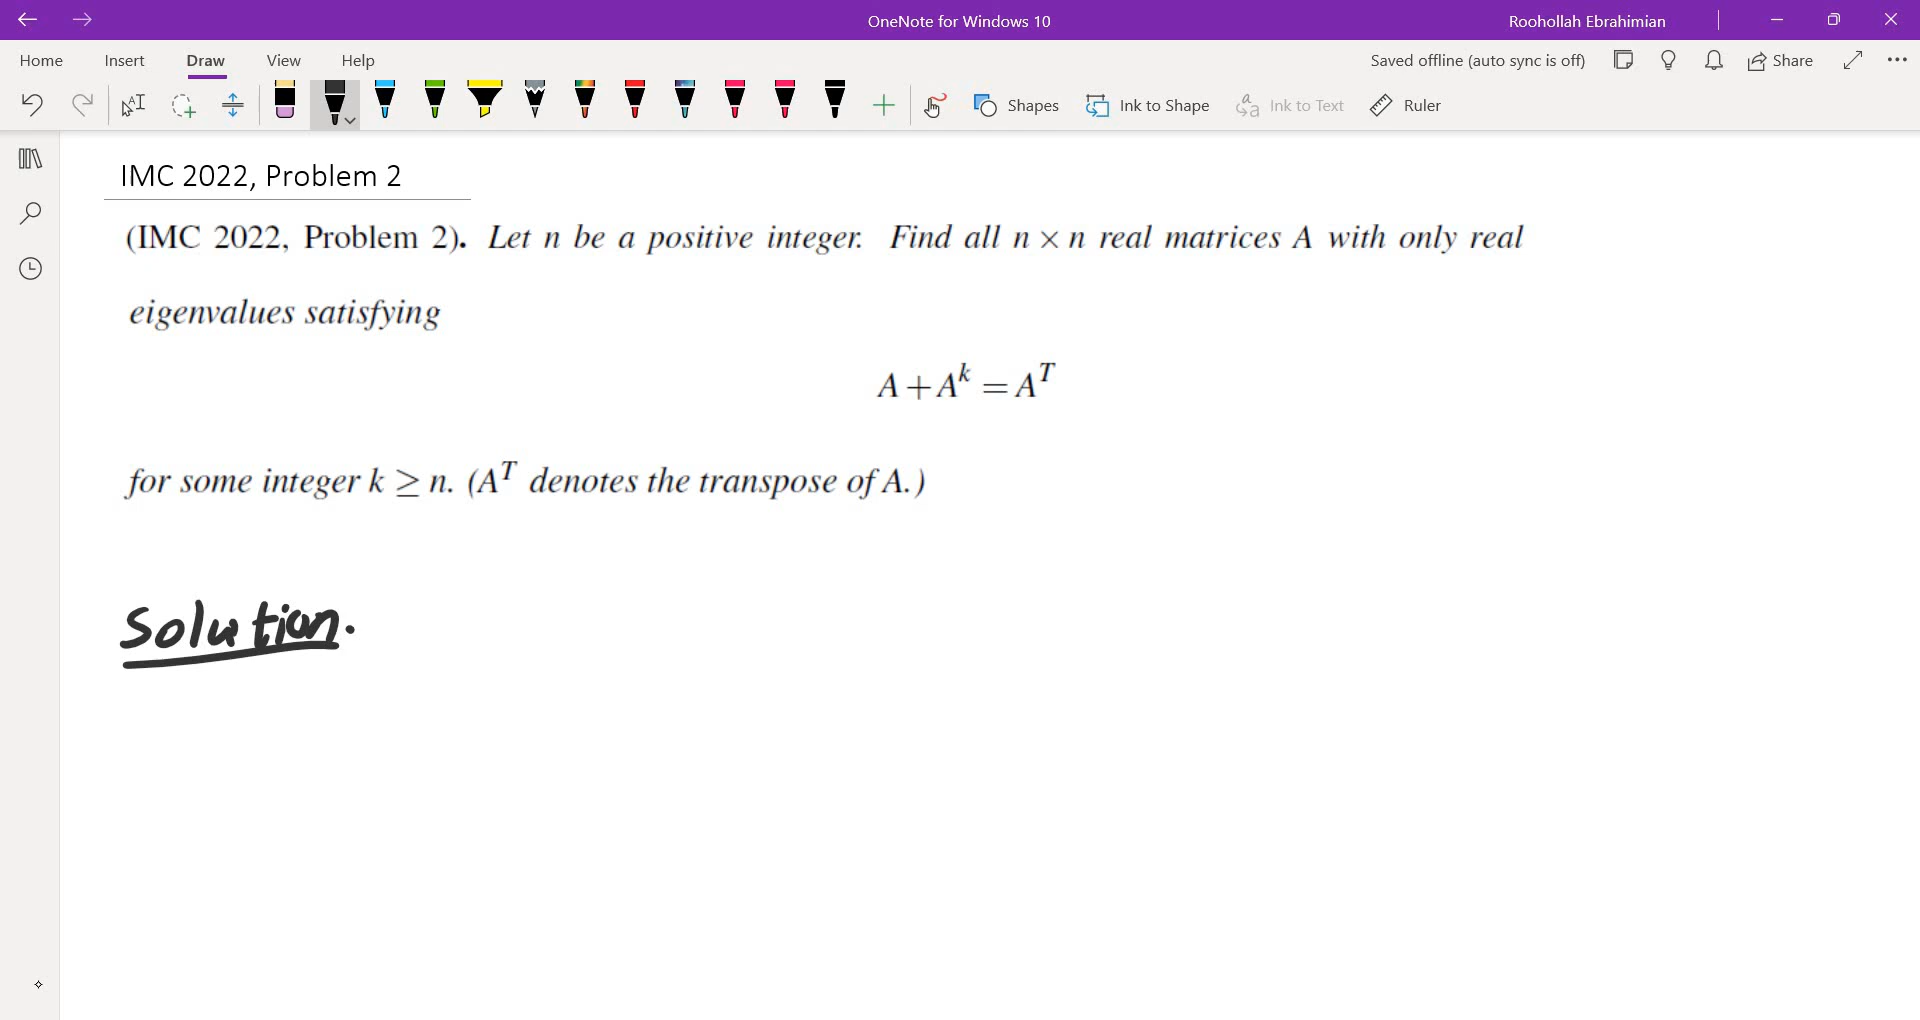 OneNote for Windows 10
Roohollah Ebrahimian
Home Insert Draw View Help
Saved offline (auto sync is off) Share
Shapes Ink to Shape Ink to Text Ruler
IMC 2022, Problem 2
(IMC 2022, Problem 2). Let n be a positive integer. Find all n × n real matrices A with only real
eigenvalues satisfying
A + A^k = A^T
for some integer k ≥ n. (A^T denotes the transpose of A.)
Solution.